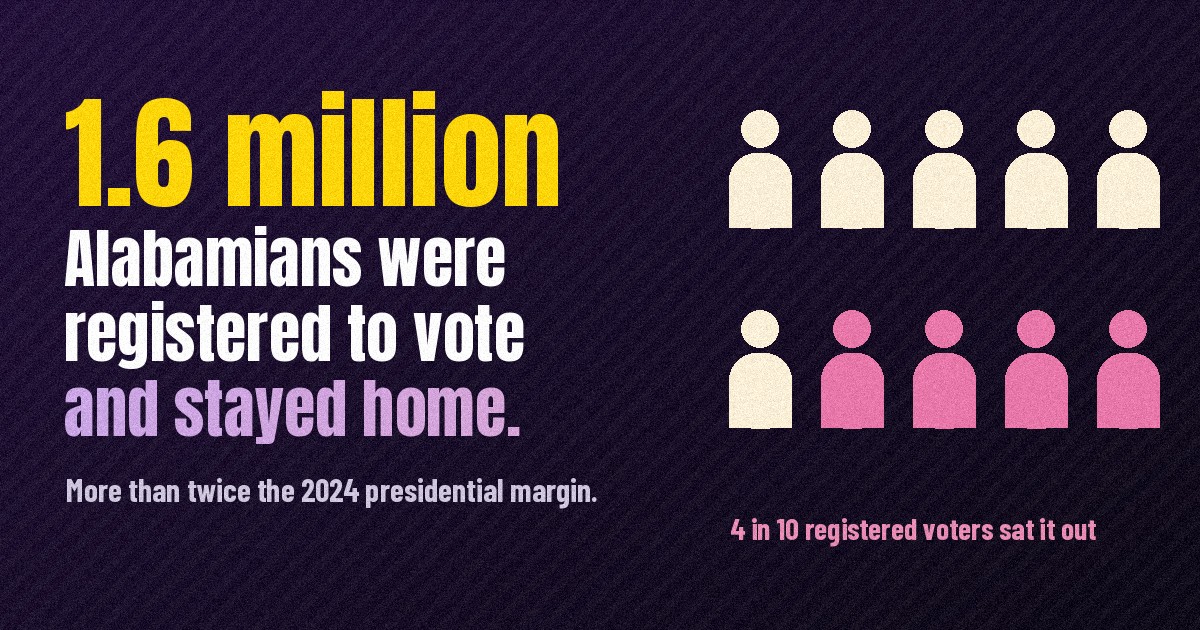 1.6 million
Alabamians were
registered to vote
and stayed home.
More than twice the 2024 presidential margin.
4 in 10 registered voters sat it out